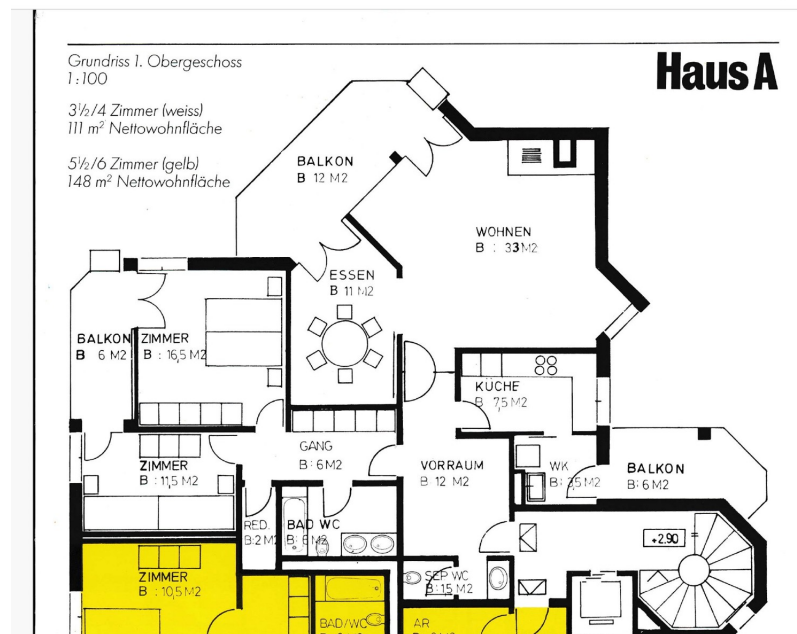 Grundriss 1. Obergeschoss
1:100
Haus A
3½/4 Zimmer (weiss)
111 m² Nettowohnfläche
5½/6 Zimmer (gelb)
148 m² Nettowohnfläche
BALKON
B 12 M2
WOHNEN
B : 33 M2
ESSEN
B 11 M2
BALKON
B 6 M2
ZIMMER
B : 16,5 M2
KÜCHE
B 7,5 M2
GANG
B : 6 M2
ZIMMER
B : 11,5 M2
VORRAUM
B 12 M2
WK
B : 3,5 M2
BALKON
B : 6 M2
RED.
B:2 M2
BAD WC
B: 6 M2
+2.90
SEP WC
B:1,5 M2
ZIMMER
B : 10,5 M2
BAD/WC
AR